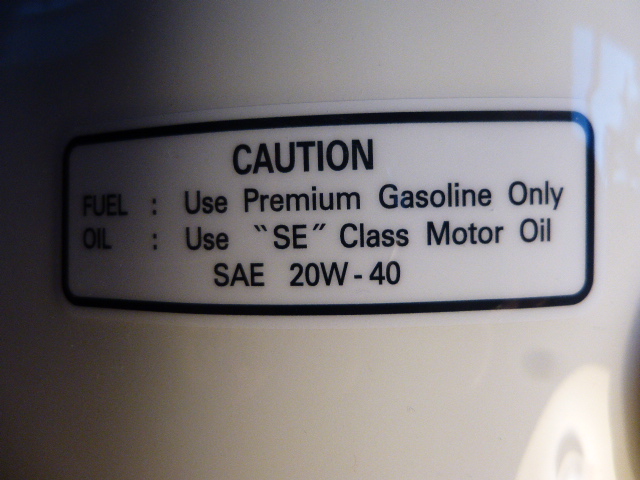 CAUTION
FUEL : Use Premium Gasoline Only
OIL : Use "SE" Class Motor Oil
SAE 20W-40